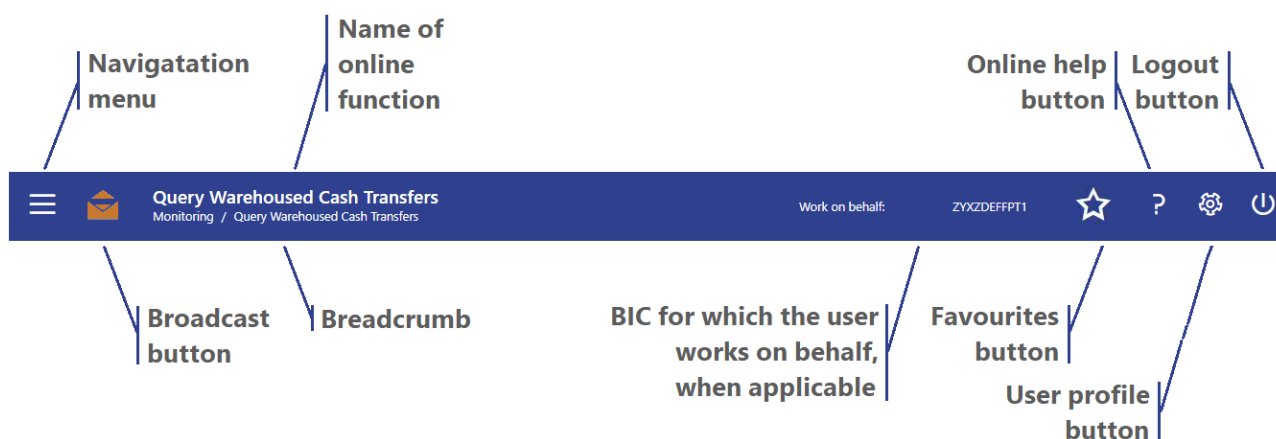 Name of
online
function
Navigatation
menu
Online help
button
Logout
button
Query Warehoused Cash Transfers
Monitoring / Query Warehoused Cash Transfers
Work on behalf:
ZYXZDEFFPT1
?
Broadcast
button
Breadcrumb
BIC for which the user
works on behalf,
when applicable
Favourites
button
User profile
button